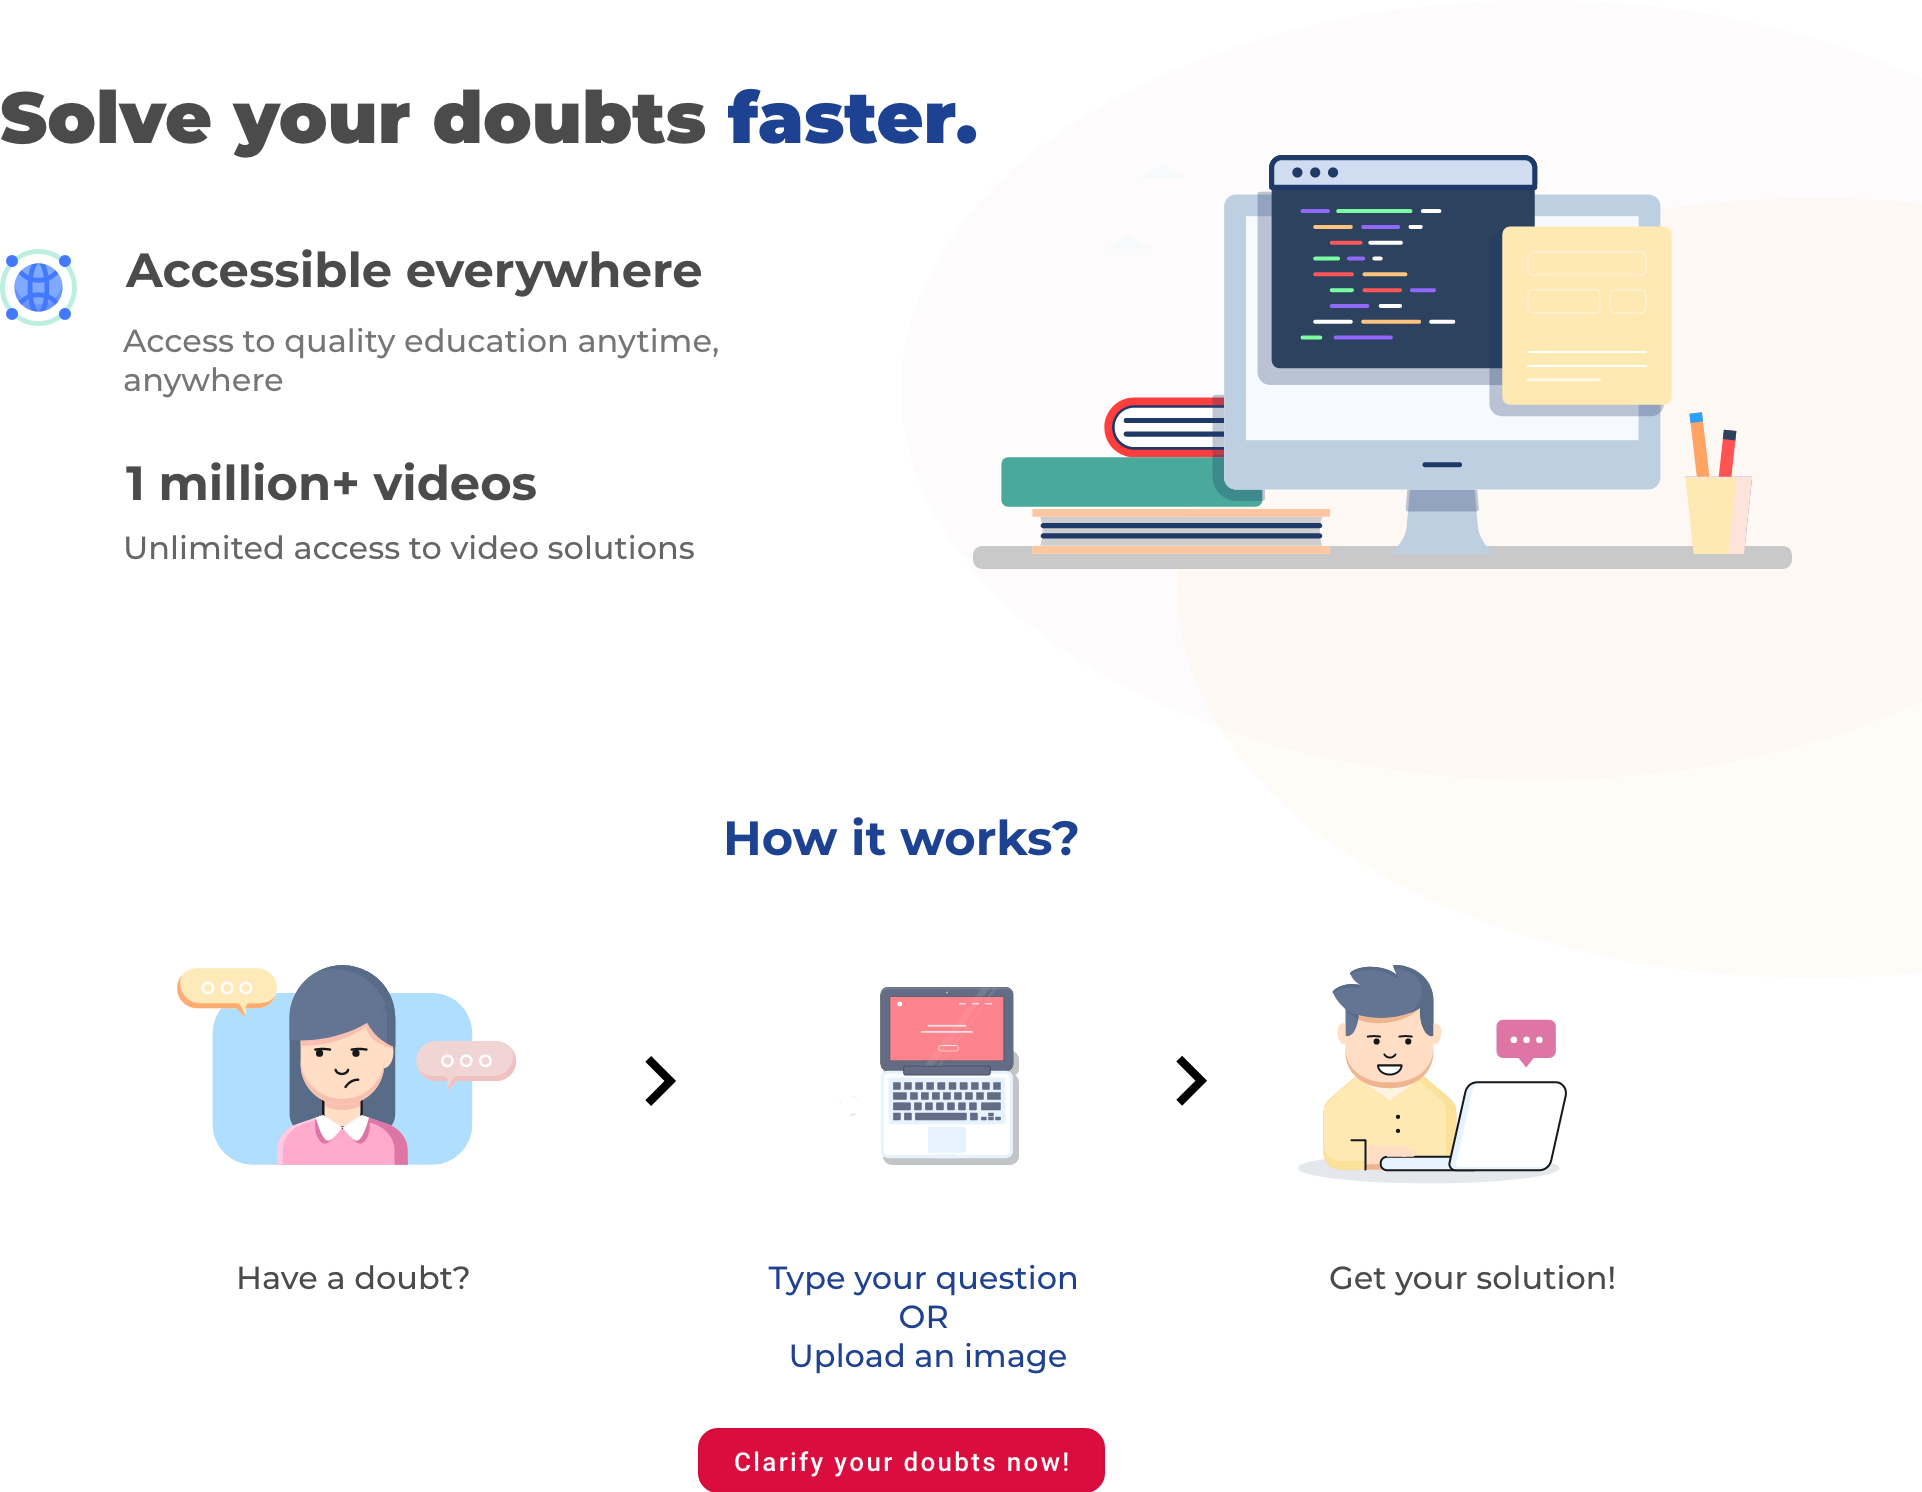 Solve your doubts faster.
Accessible everywhere
Access to quality education anytime,
anywhere
1 million+ videos
Unlimited access to video solutions
How it works?
Have a doubt?
Type your question
OR
Upload an image
Get your solution!
Clarify your doubts now!